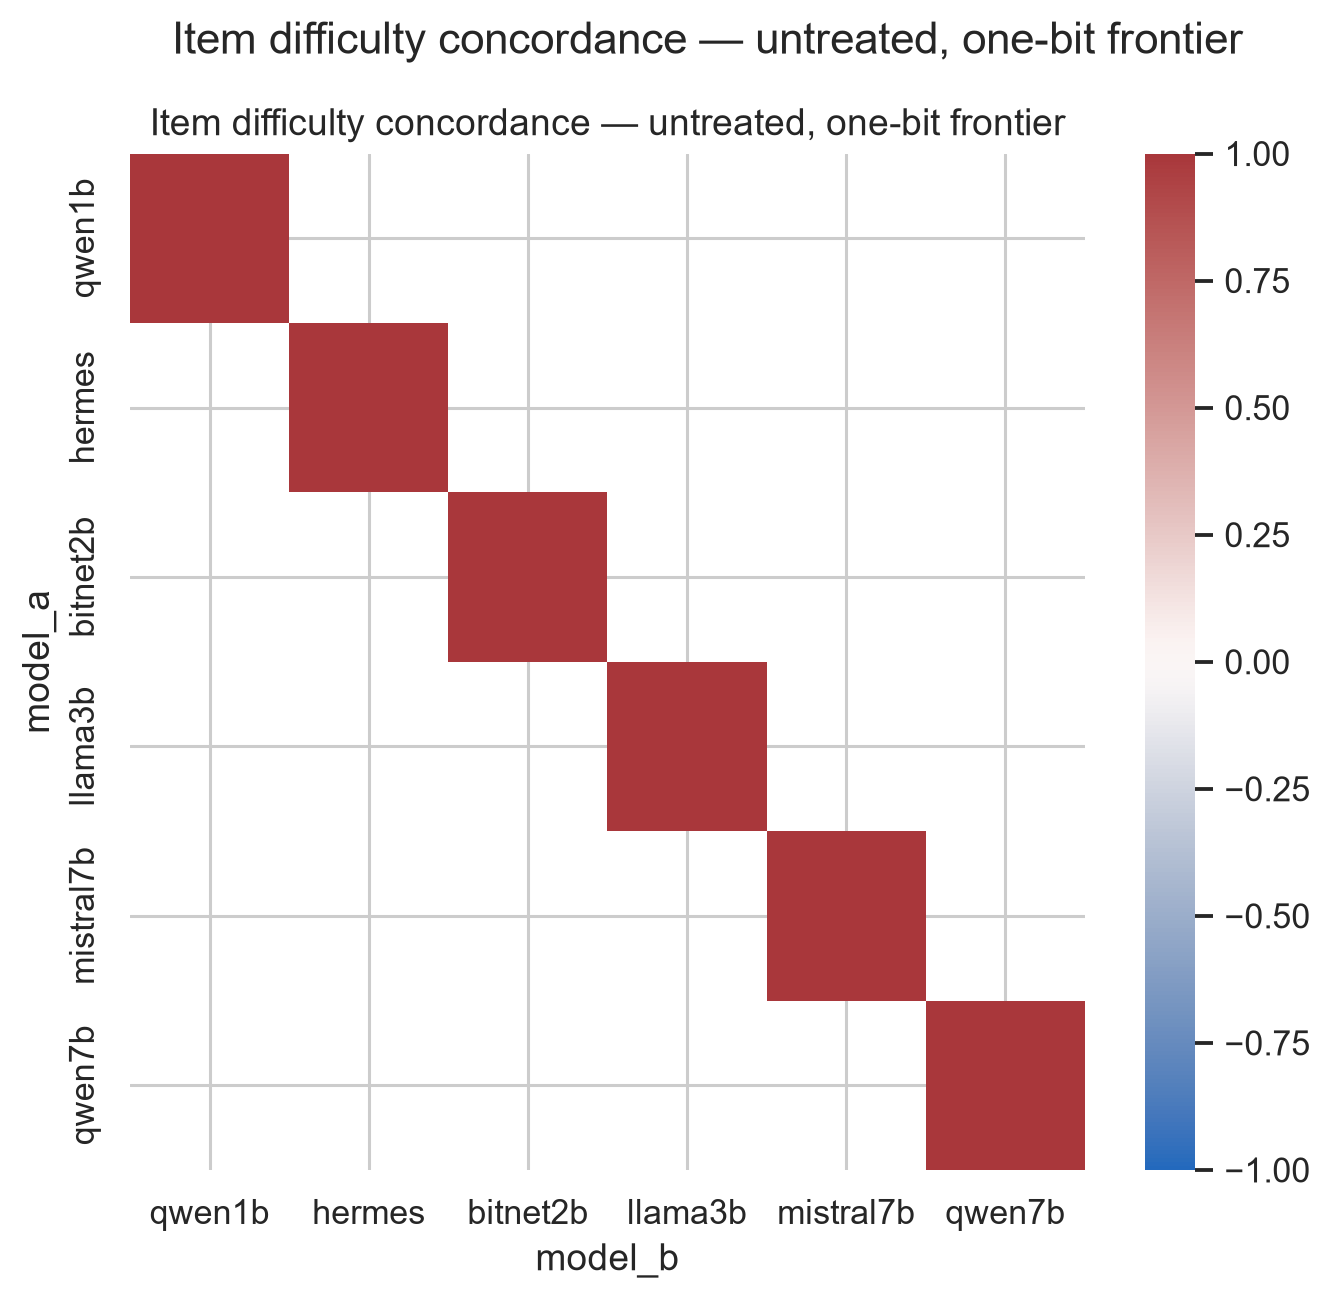 Item difficulty concordance — untreated, one-bit frontier
Item difficulty concordance — untreated, one-bit frontier
model_a
qwen1b
hermes
bitnet2b
llama3b
mistral7b
qwen7b
qwen1b hermes bitnet2b llama3b mistral7b qwen7b
model_b
1.00
0.75
0.50
0.25
0.00
−0.25
−0.50
−0.75
−1.00